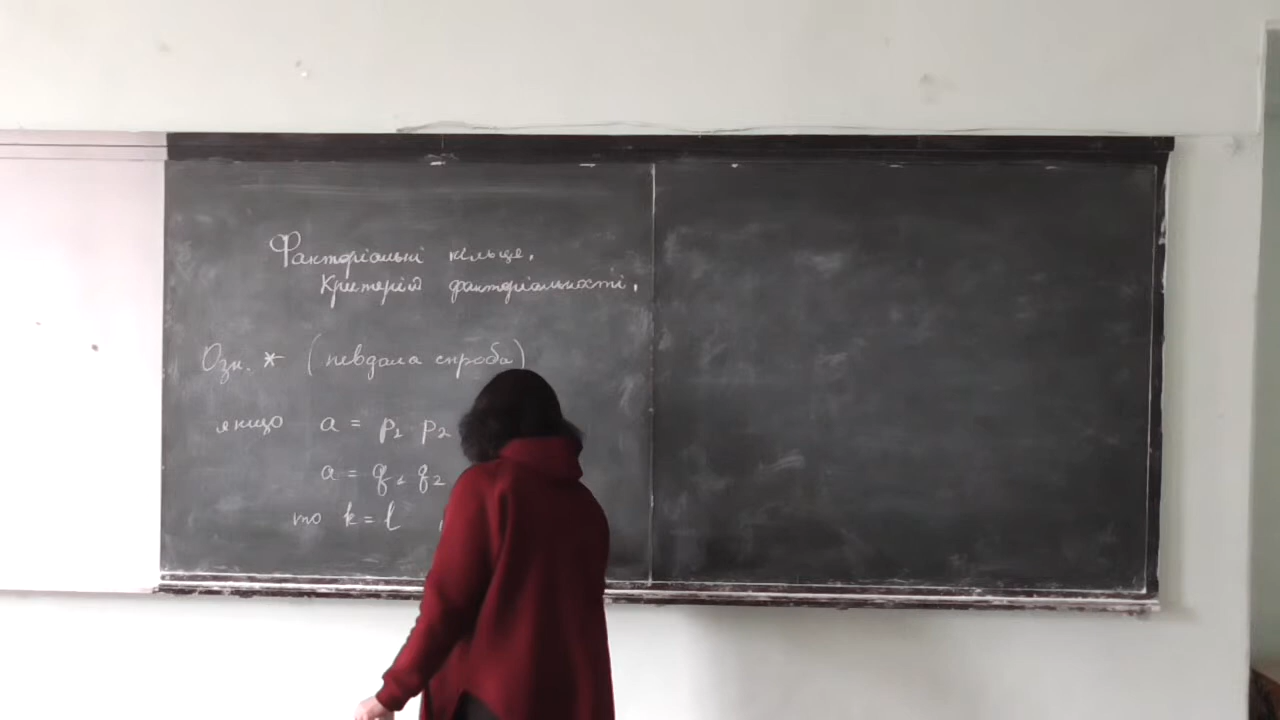 Факторіальні кільця.
Критерій факторіальності.
Озн. * (невдала спроба)
якщо a = p₁ p₂
a = q₁ q₂
то k = l